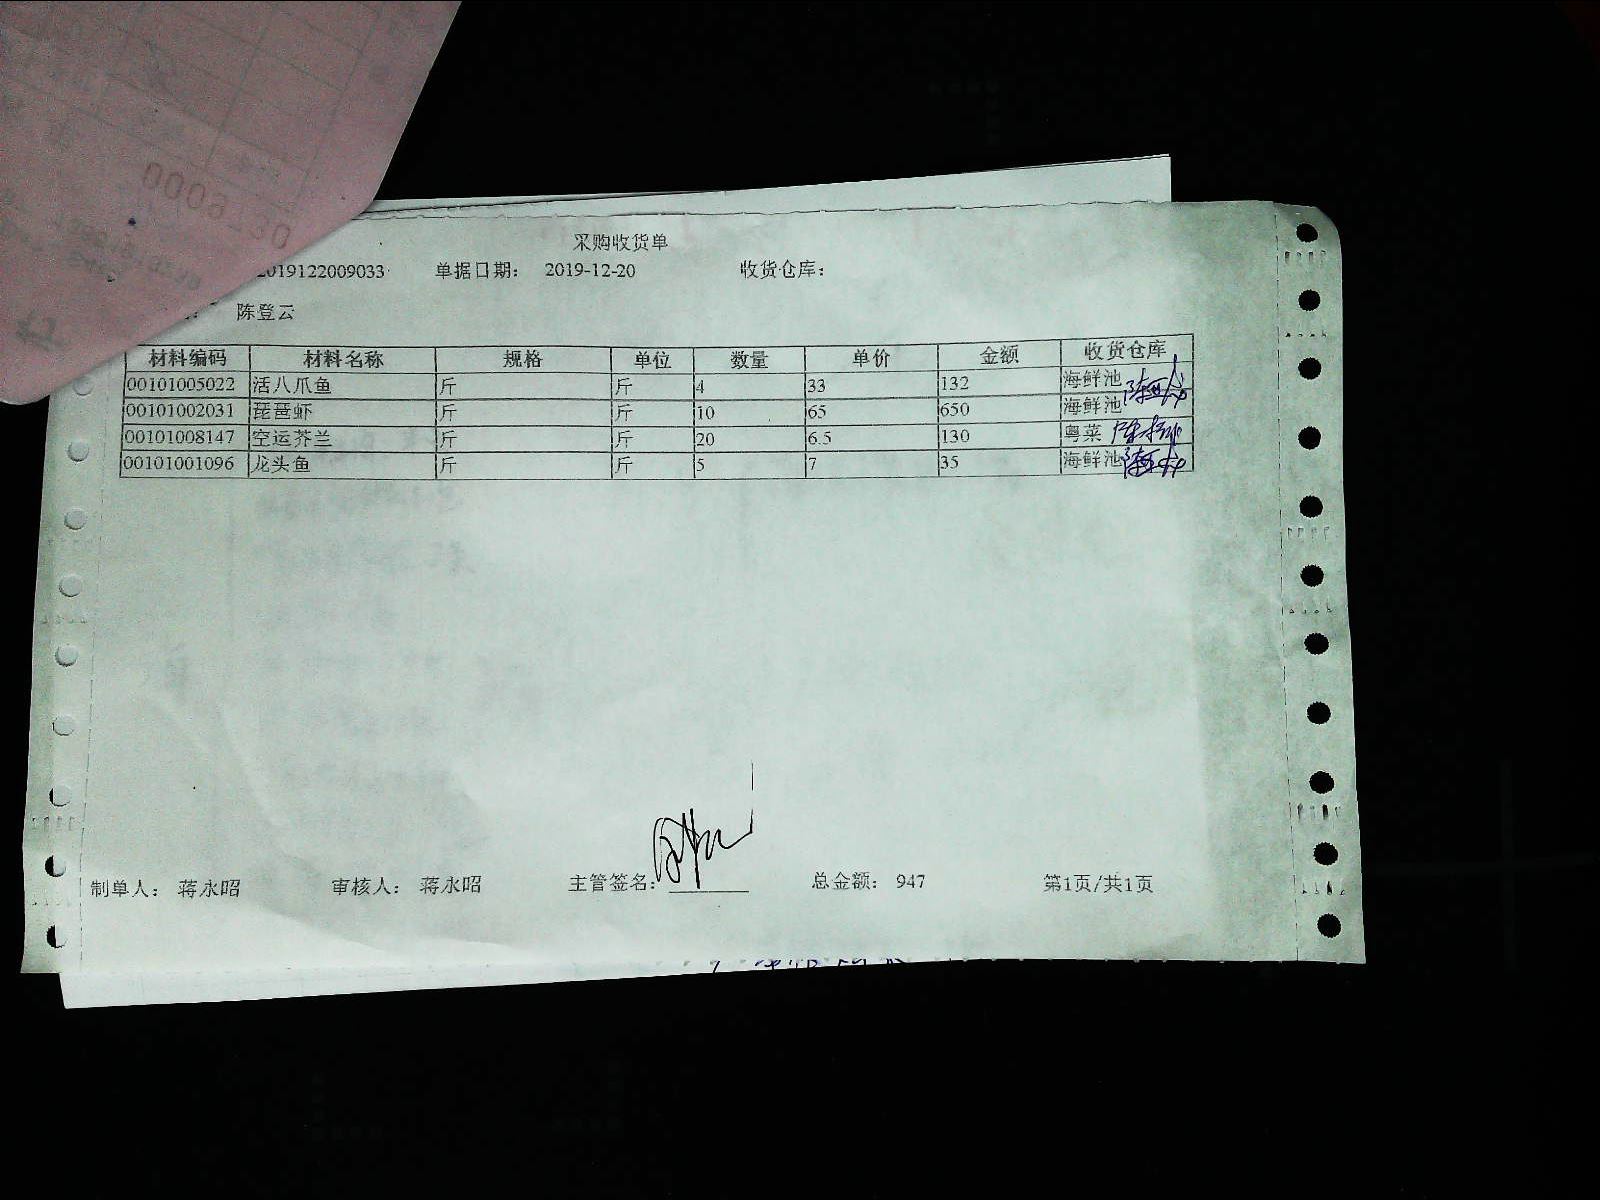 采购收货单
2019122009033 单据日期： 2019-12-20 收货仓库：
陈登云
材料编码 材料名称 规格 单位 数量 单价 金额 收货仓库
00101005022 活八爪鱼 斤 斤 4 33 132 海鲜池
00101002031 琵琶虾 斤 斤 10 65 650 海鲜池
00101008147 空运芥兰 斤 斤 20 6.5 130 粤菜
00101001096 龙头鱼 斤 斤 5 7 35 海鲜池
制单人： 蒋永昭 审核人： 蒋永昭 主管签名： 总金额： 947 第1页/共1页